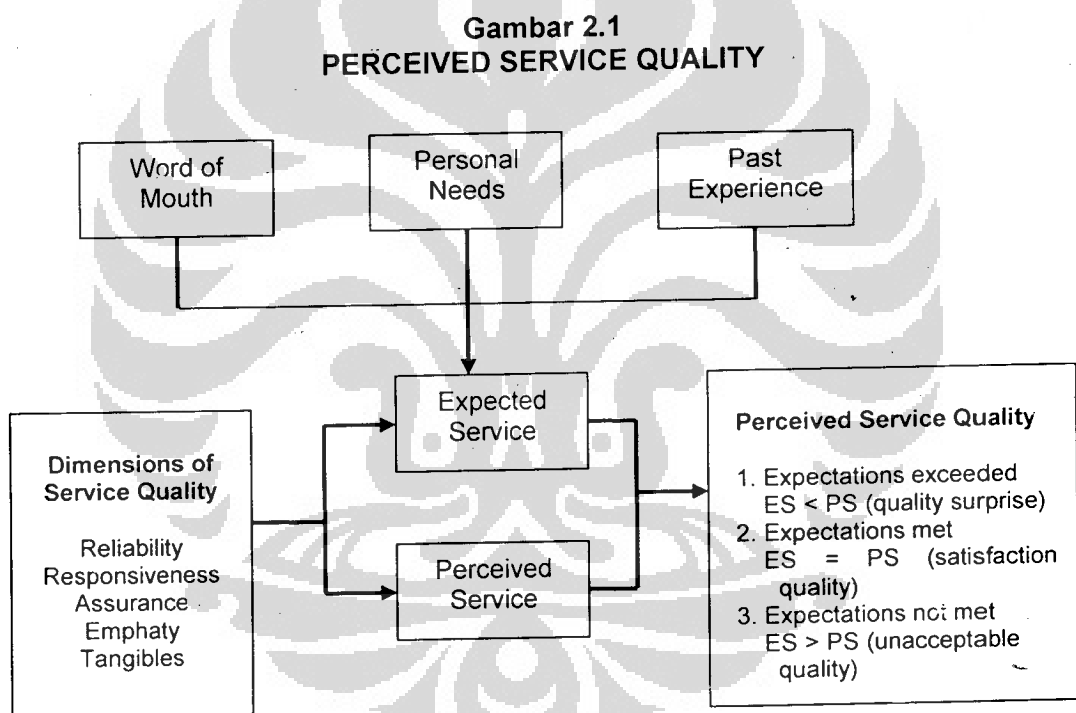 Gambar 2.1
PERCEIVED SERVICE QUALITY
Word of
Mouth
Personal
Needs
Past
Experience
Expected
Service
Dimensions of
Service Quality
Reliability
Responsiveness
Assurance
Emphaty
Tangibles
Perceived
Service
Perceived Service Quality
1. Expectations exceeded
ES < PS (quality surprise)
2. Expectations met
ES = PS (satisfaction
quality)
3. Expectations not met
ES > PS (unacceptable
quality)